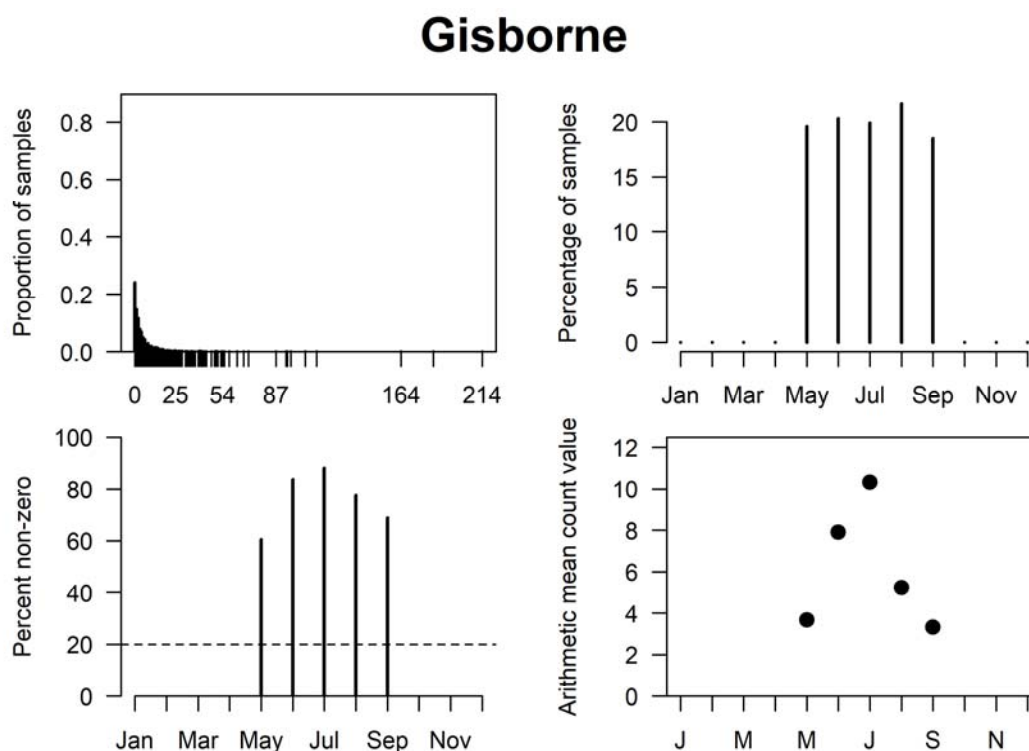 Gisborne
Proportion of samples
0.8
0.6
0.4
0.2
0.0
0 25 54 87 164 214
Percentage of samples
20
15
10
5
0
Jan Mar May Jul Sep Nov
Percent non-zero
100
80
60
40
20
0
Jan Mar May Jul Sep Nov
Arithmetic mean count value
12
10
8
6
4
2
0
J M M J S N